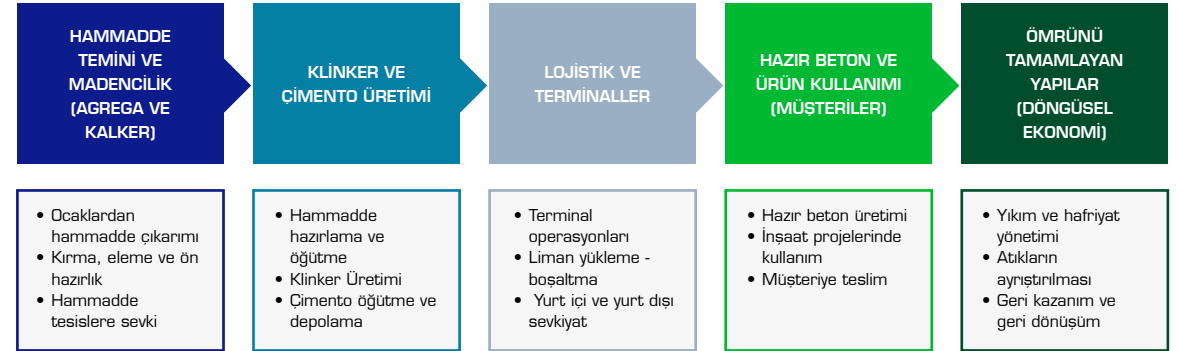 HAMMADDE
TEMİNİ VE
MADENCİLİK
(AGREGA VE
KALKER)
KLİNKER VE
ÇİMENTO ÜRETİMİ
LOJİSTİK VE
TERMİNALLER
HAZIR BETON VE
ÜRÜN KULLANIMI
(MÜŞTERİLER)
ÖMRÜNÜ
TAMAMLAYAN
YAPILAR
(DÖNGÜSEL
EKONOMİ)
• Ocaklardan
hammadde çıkarımı
• Kırma, eleme ve ön
hazırlık
• Hammadde
tesislere sevki
• Hammadde
hazırlama ve
öğütme
• Klinker Üretimi
• Çimento öğütme ve
depolama
• Terminal
operasyonları
• Liman yükleme -
boşaltma
• Yurt içi ve yurt dışı
sevkiyat
• Hazır beton üretimi
• İnşaat projelerinde
kullanım
• Müşteriye teslim
• Yıkım ve hafriyat
yönetimi
• Atıkların
ayrıştırılması
• Geri kazanım ve
geri dönüşüm